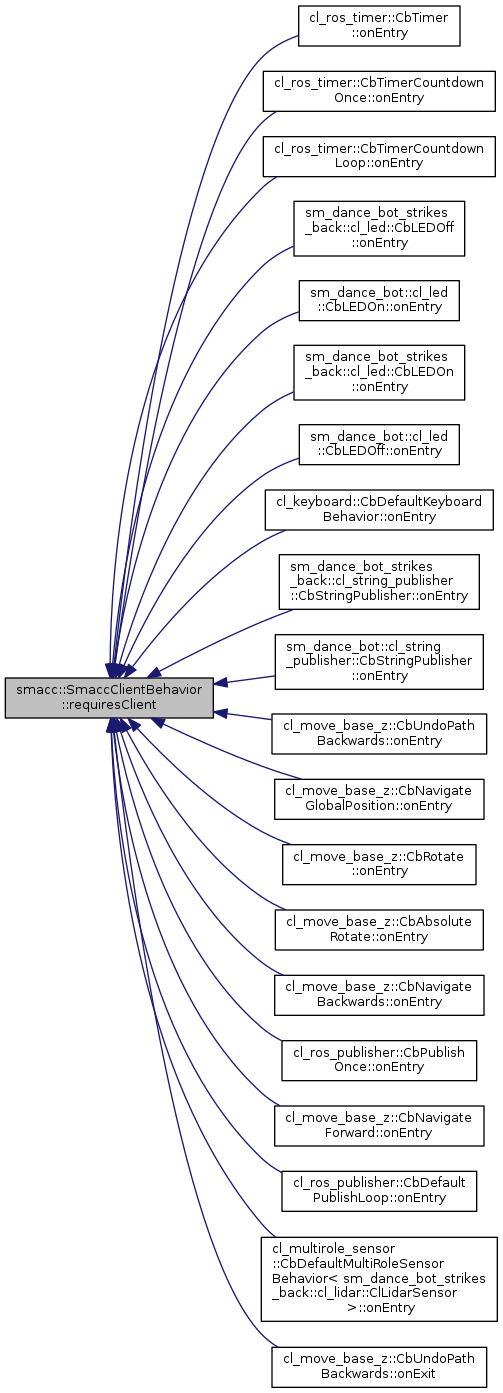 cl_ros_timer::CbTimer
::onEntry
cl_ros_timer::CbTimerCountdown
Once::onEntry
cl_ros_timer::CbTimerCountdown
Loop::onEntry
sm_dance_bot_strikes
_back::cl_led::CbLEDOff
::onEntry
sm_dance_bot::cl_led
::CbLEDOn::onEntry
sm_dance_bot_strikes
_back::cl_led::CbLEDOn
::onEntry
sm_dance_bot::cl_led
::CbLEDOff::onEntry
cl_keyboard::CbDefaultKeyboard
Behavior::onEntry
sm_dance_bot_strikes
_back::cl_string_publisher
::CbStringPublisher::onEntry
sm_dance_bot::cl_string
_publisher::CbStringPublisher
::onEntry
smacc::SmaccClientBehavior
::requiresClient
cl_move_base_z::CbUndoPath
Backwards::onEntry
cl_move_base_z::CbNavigate
GlobalPosition::onEntry
cl_move_base_z::CbRotate
::onEntry
cl_move_base_z::CbAbsolute
Rotate::onEntry
cl_move_base_z::CbNavigate
Backwards::onEntry
cl_ros_publisher::CbPublish
Once::onEntry
cl_move_base_z::CbNavigate
Forward::onEntry
cl_ros_publisher::CbDefault
PublishLoop::onEntry
cl_multirole_sensor
::CbDefaultMultiRoleSensor
Behavior< sm_dance_bot_strikes
_back::cl_lidar::ClLidarSensor
>::onEntry
cl_move_base_z::CbUndoPath
Backwards::onExit